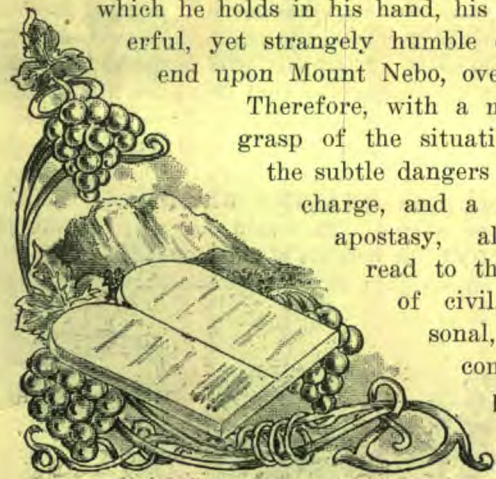 which he holds in his hand, his
erful, yet strangely humble
end upon Mount Nebo, ove
Therefore, with a
grasp of the situati
the subtle dangers
charge, and a
apostasy, al
read to th
of civil
sonal,
con